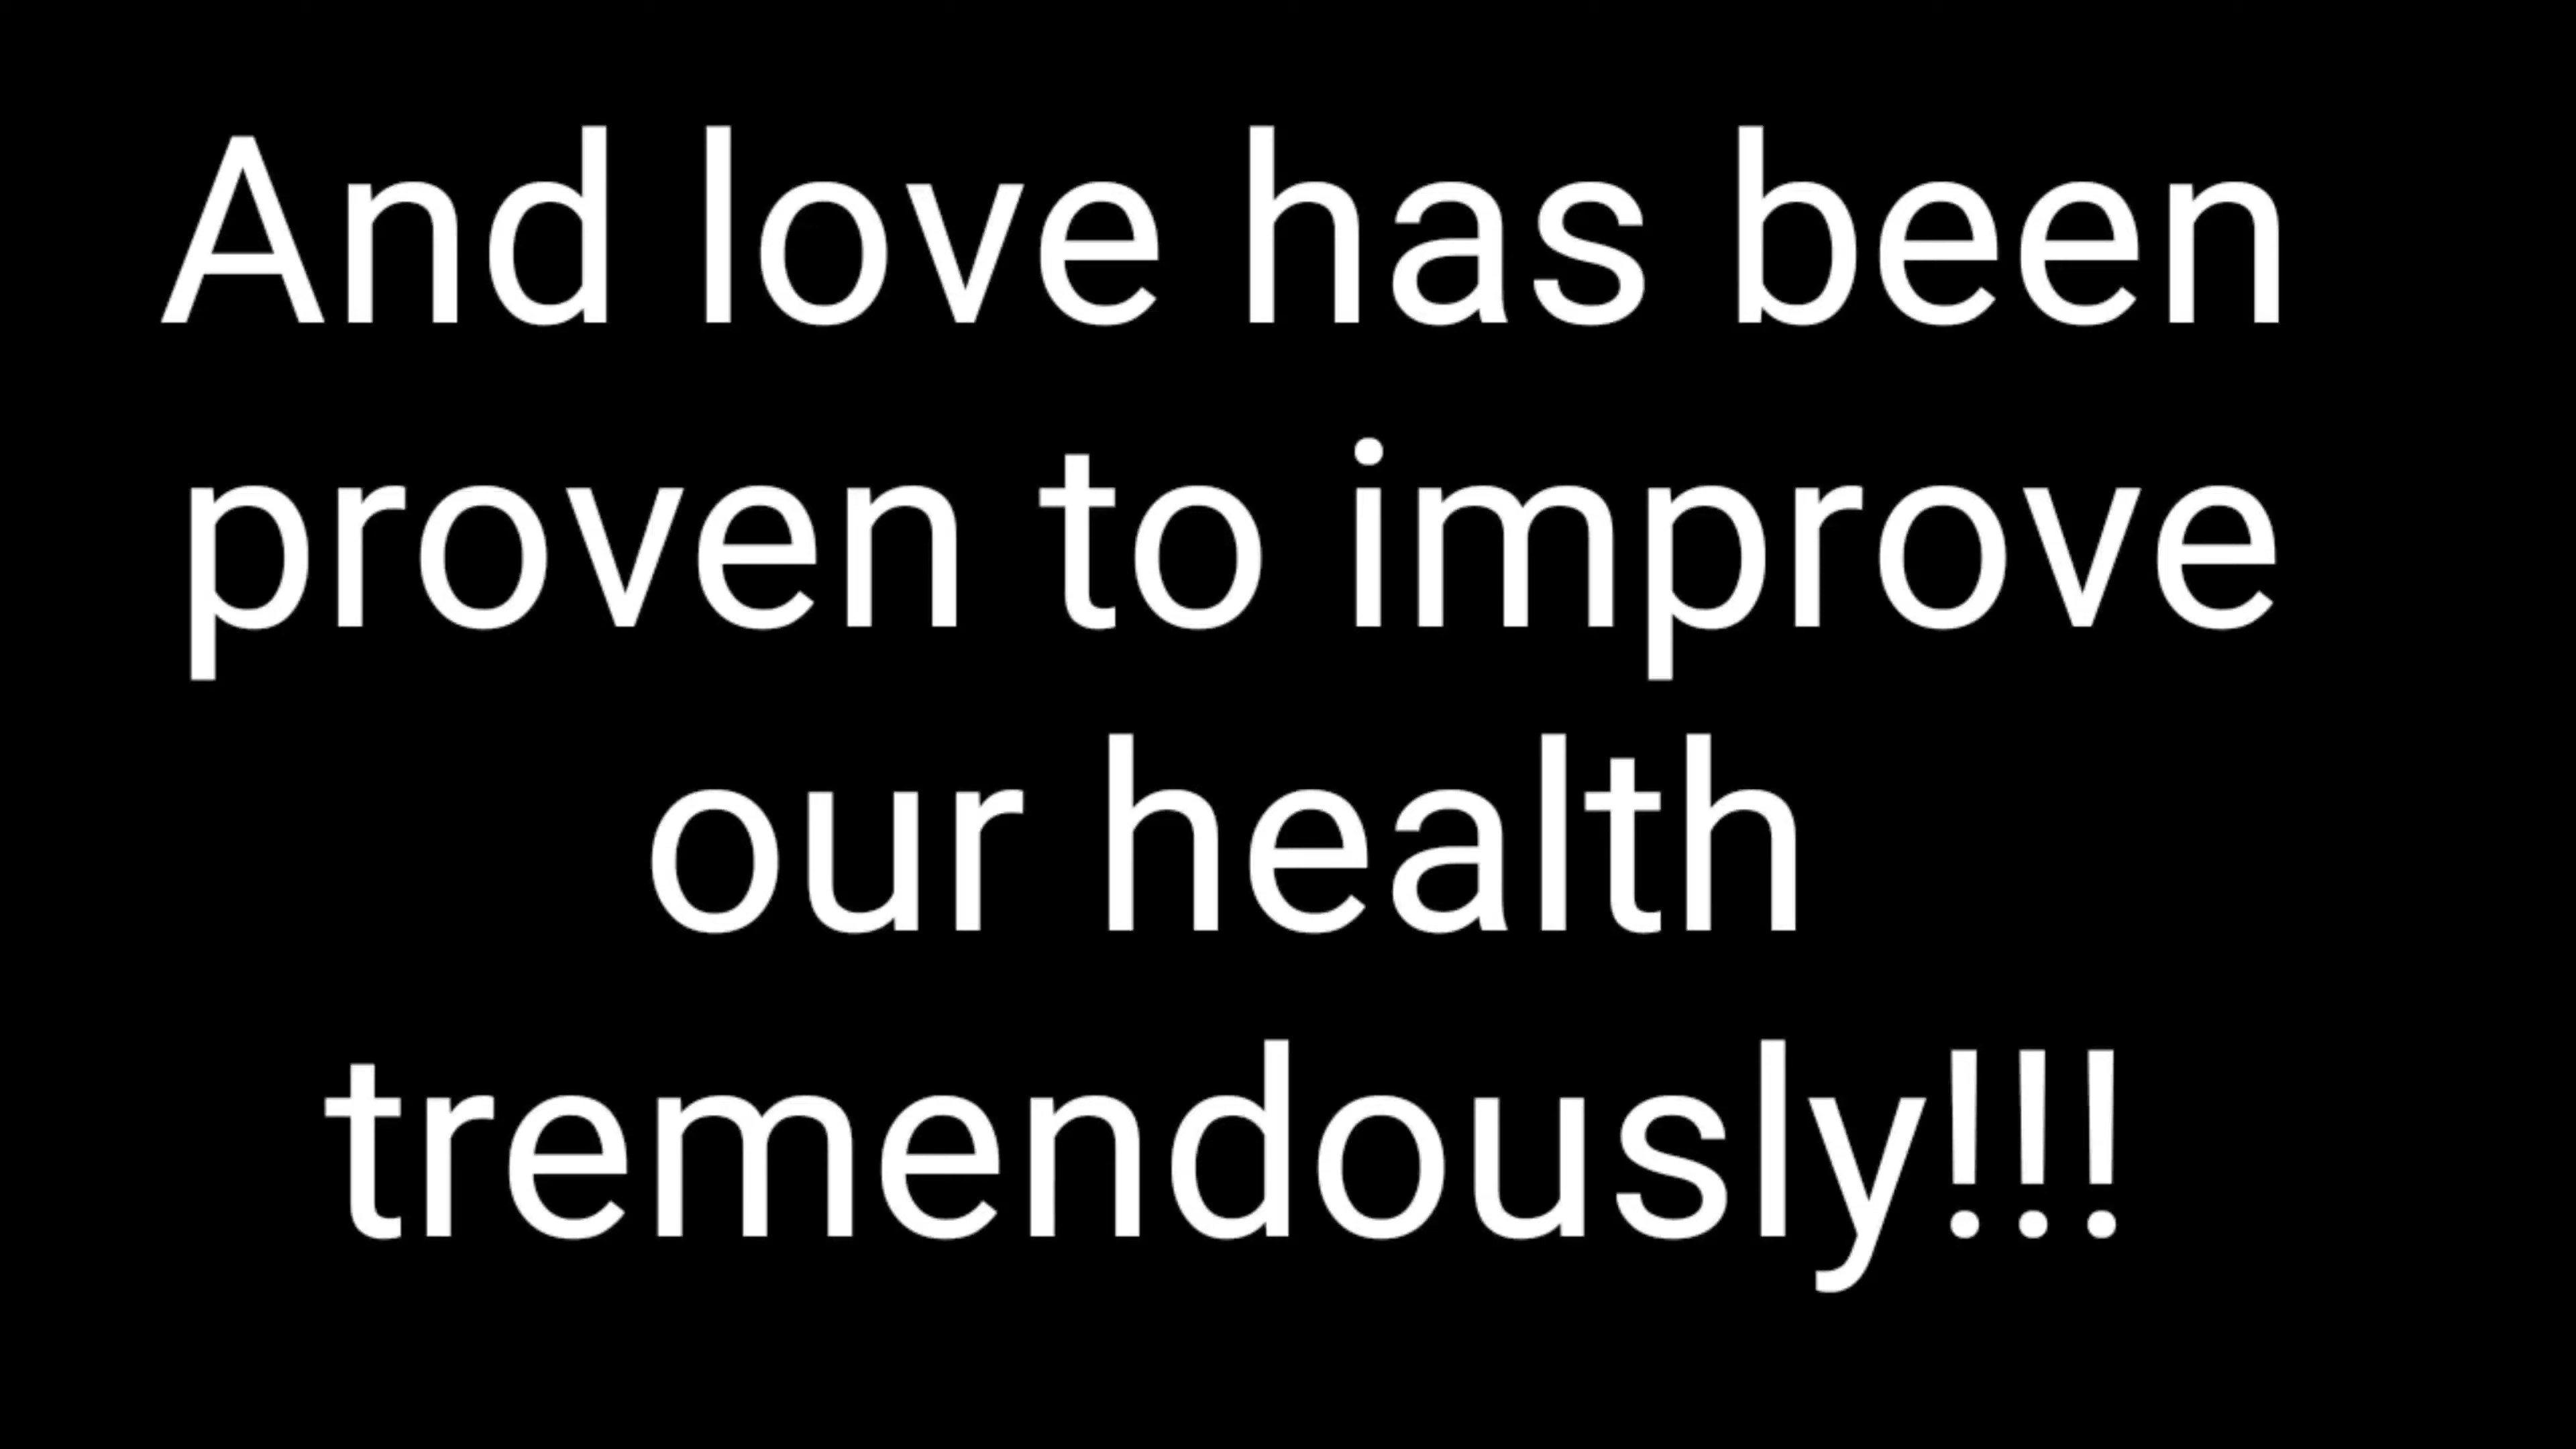 And love has been
proven to improve
our health
tremendously!!!